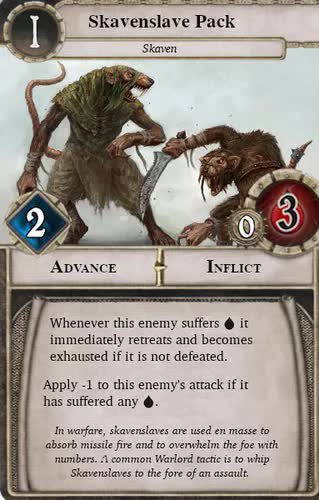 I
Skavenslave Pack
Skaven
2
0
3
Advance
Inflict
Whenever this enemy suffers it
immediately retreats and becomes
exhausted if it is not defeated.
Apply -1 to this enemy's attack if it
has suffered any .
In warfare, skavenslaves are used en masse to
absorb missile fire and to overwhelm the foe with
numbers. A common Warlord tactic is to whip
Skavenslaves to the fore of an assault.